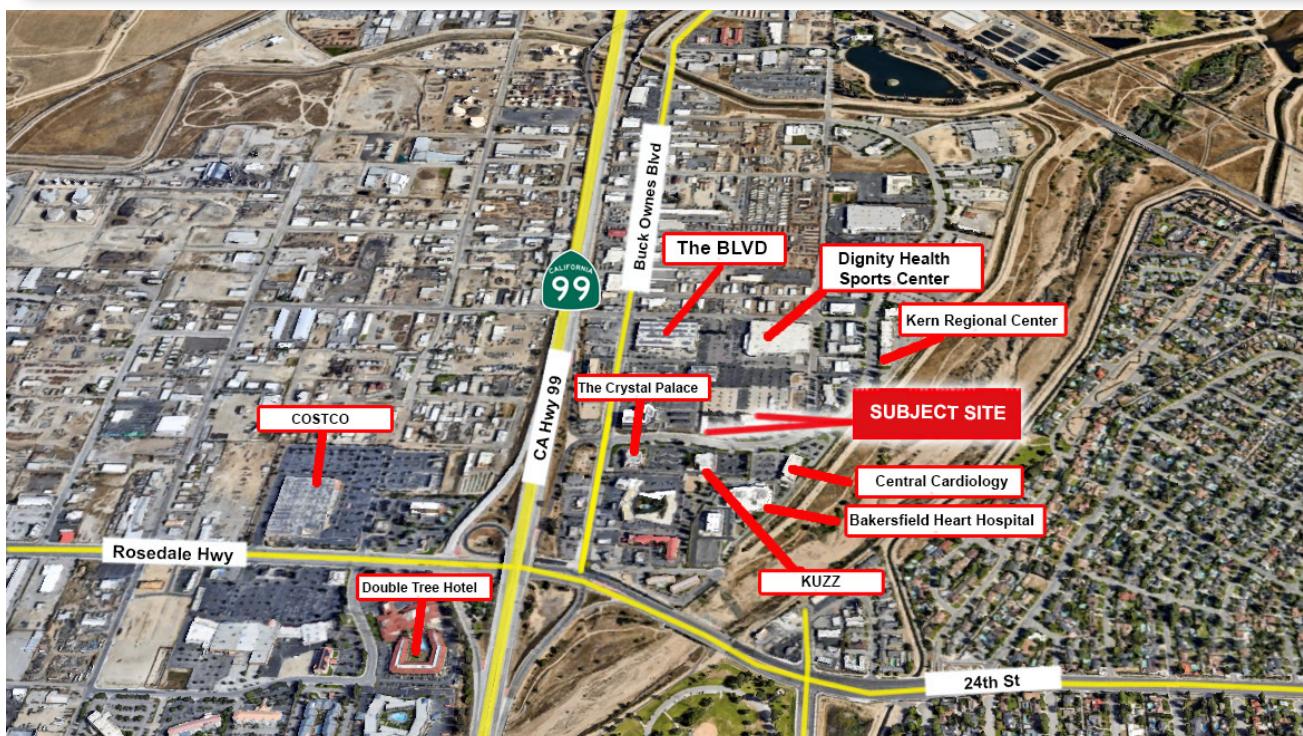 Buck Ownes Blvd
The BLVD
Dignity Health
Sports Center
CALIFORNIA
99
Kern Regional Center
The Crystal Palace
CA Hwy 99
SUBJECT SITE
COSTCO
Central Cardiology
Bakersfield Heart Hospital
Rosedale Hwy
KUZZ
Double Tree Hotel
24th St